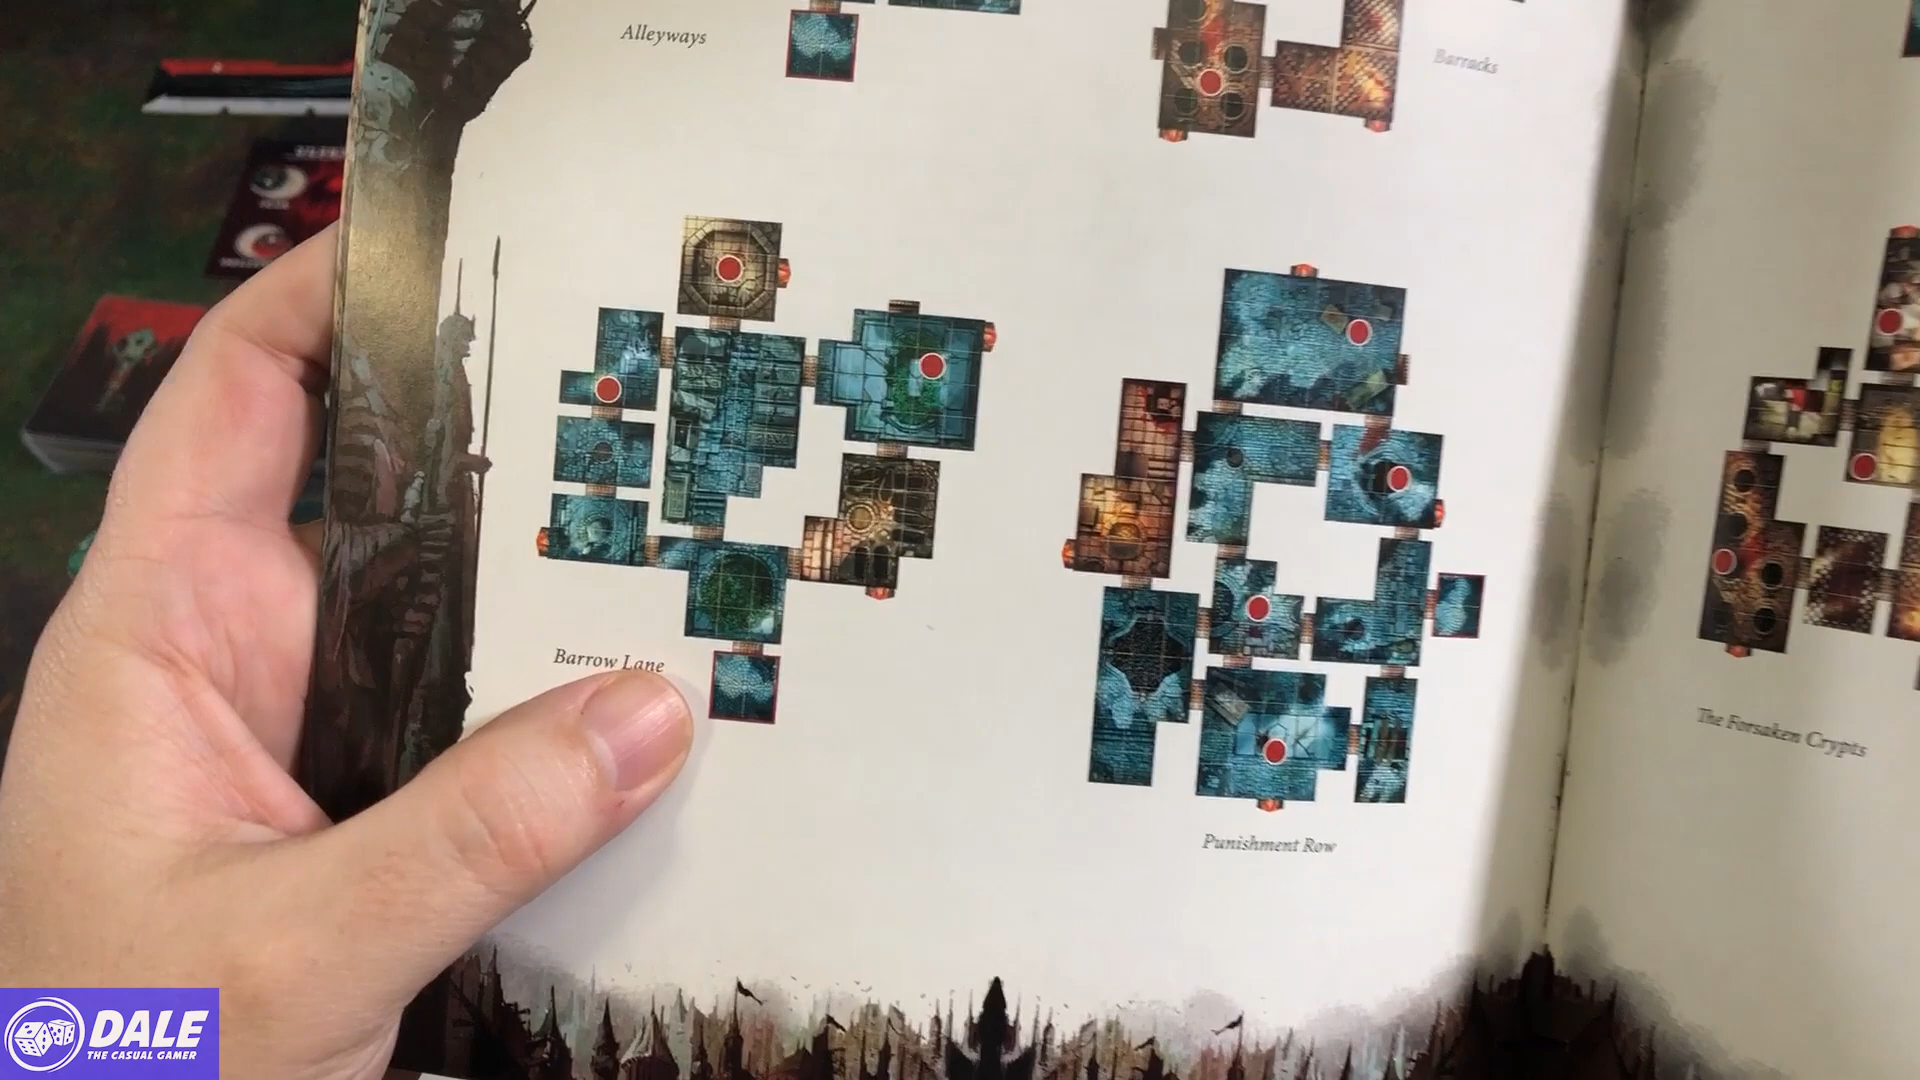 Alleyways
Barracks
Barrow Lane
Punishment Row
The Forsaken Crypts
DALE
THE CASUAL GAMER